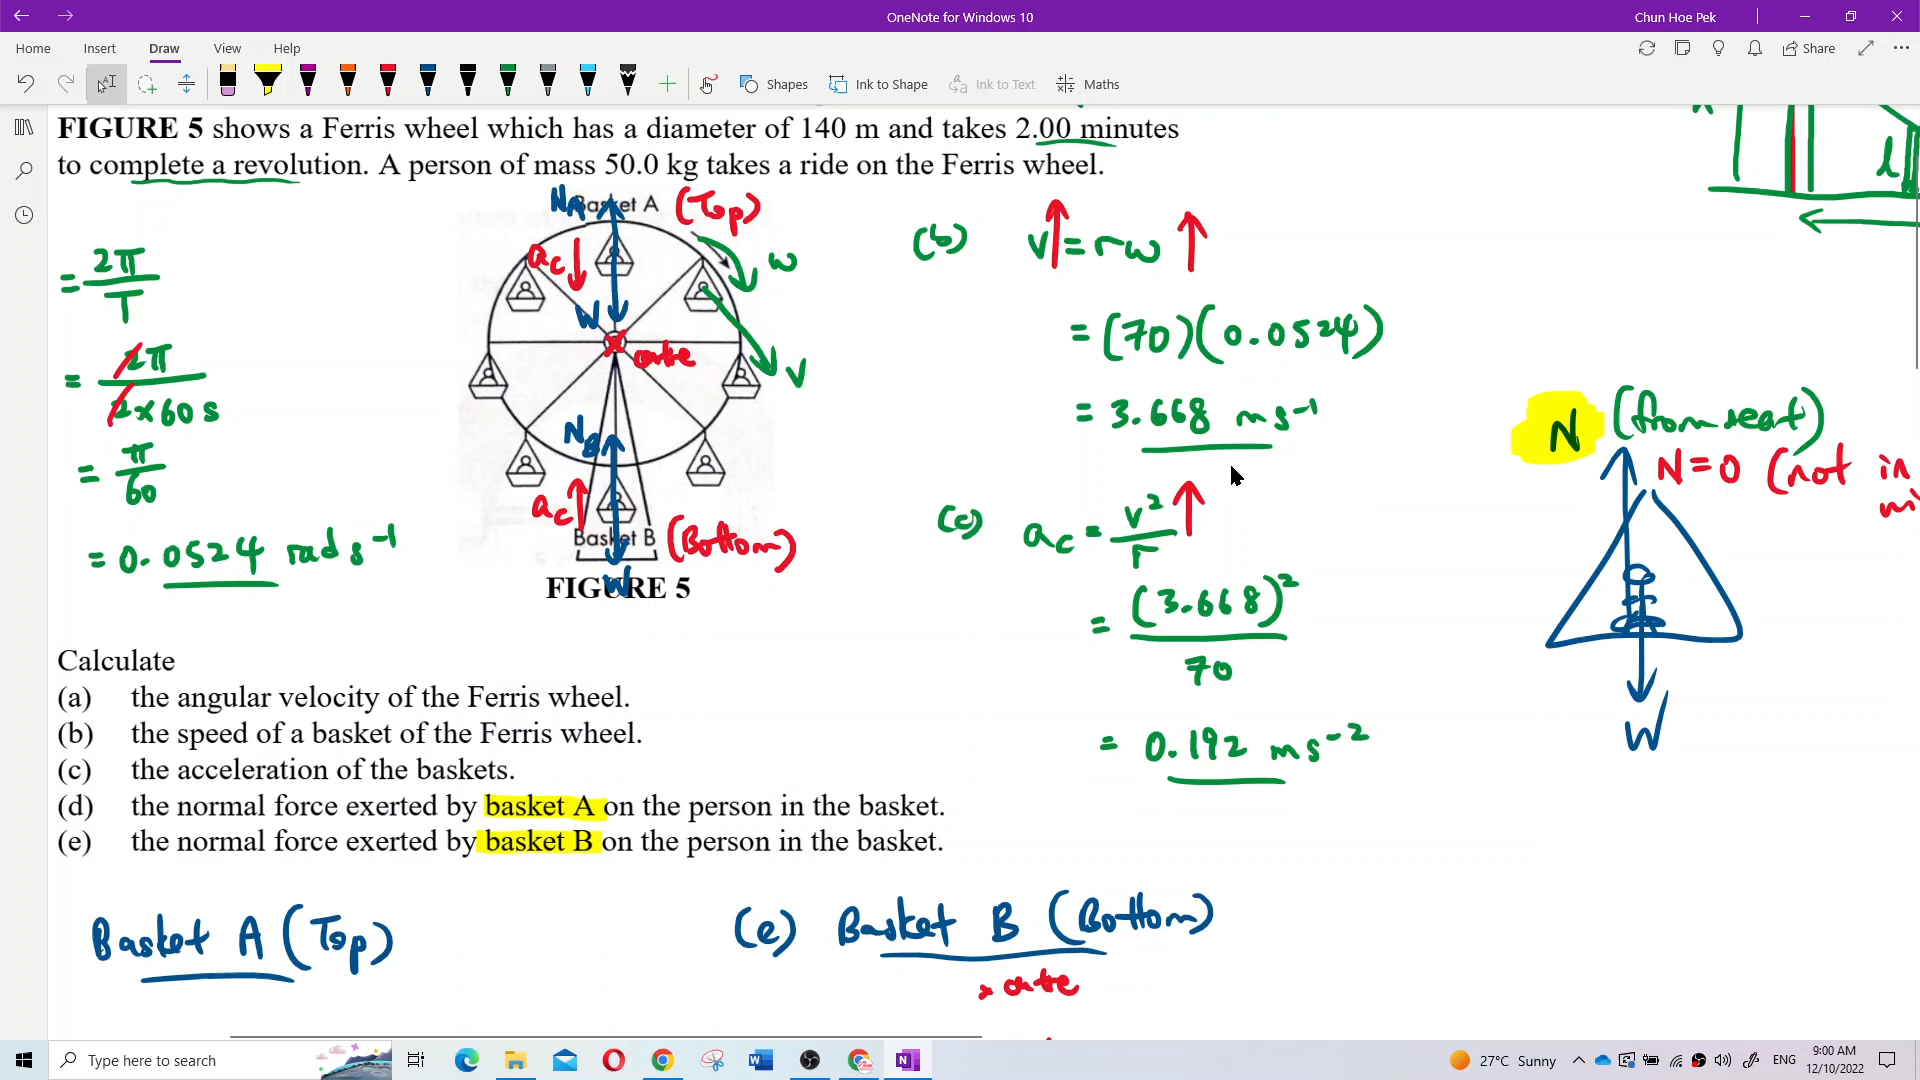 OneNote for Windows 10
Chun Hoe Pek
Home Insert Draw View Help
Share
Shapes Ink to Shape Ink to Text Maths
FIGURE 5 shows a Ferris wheel which has a diameter of 140 m and takes 2.00 minutes
to complete a revolution. A person of mass 50.0 kg takes a ride on the Ferris wheel.
= 2π / T
= 2π / 2×60 s
= π / 60
= 0.0524 rad s⁻¹
N_A Basket A (Top)
a_c
ω
W
centre
v
N_B
a_c
Basket B (Bottom)
W
FIGURE 5
(b) v = rω
= (70)(0.0524)
= 3.668 ms⁻¹
(c) a_c = v² / r
= (3.668)² / 70
= 0.192 ms⁻²
l
N (from seat)
N=0 (not in
W
Calculate
(a) the angular velocity of the Ferris wheel.
(b) the speed of a basket of the Ferris wheel.
(c) the acceleration of the baskets.
(d) the normal force exerted by basket A on the person in the basket.
(e) the normal force exerted by basket B on the person in the basket.
Basket A (Top)
(e) Basket B (Bottom)
× centre
Type here to search
27°C Sunny
ENG
9:00 AM
12/10/2022